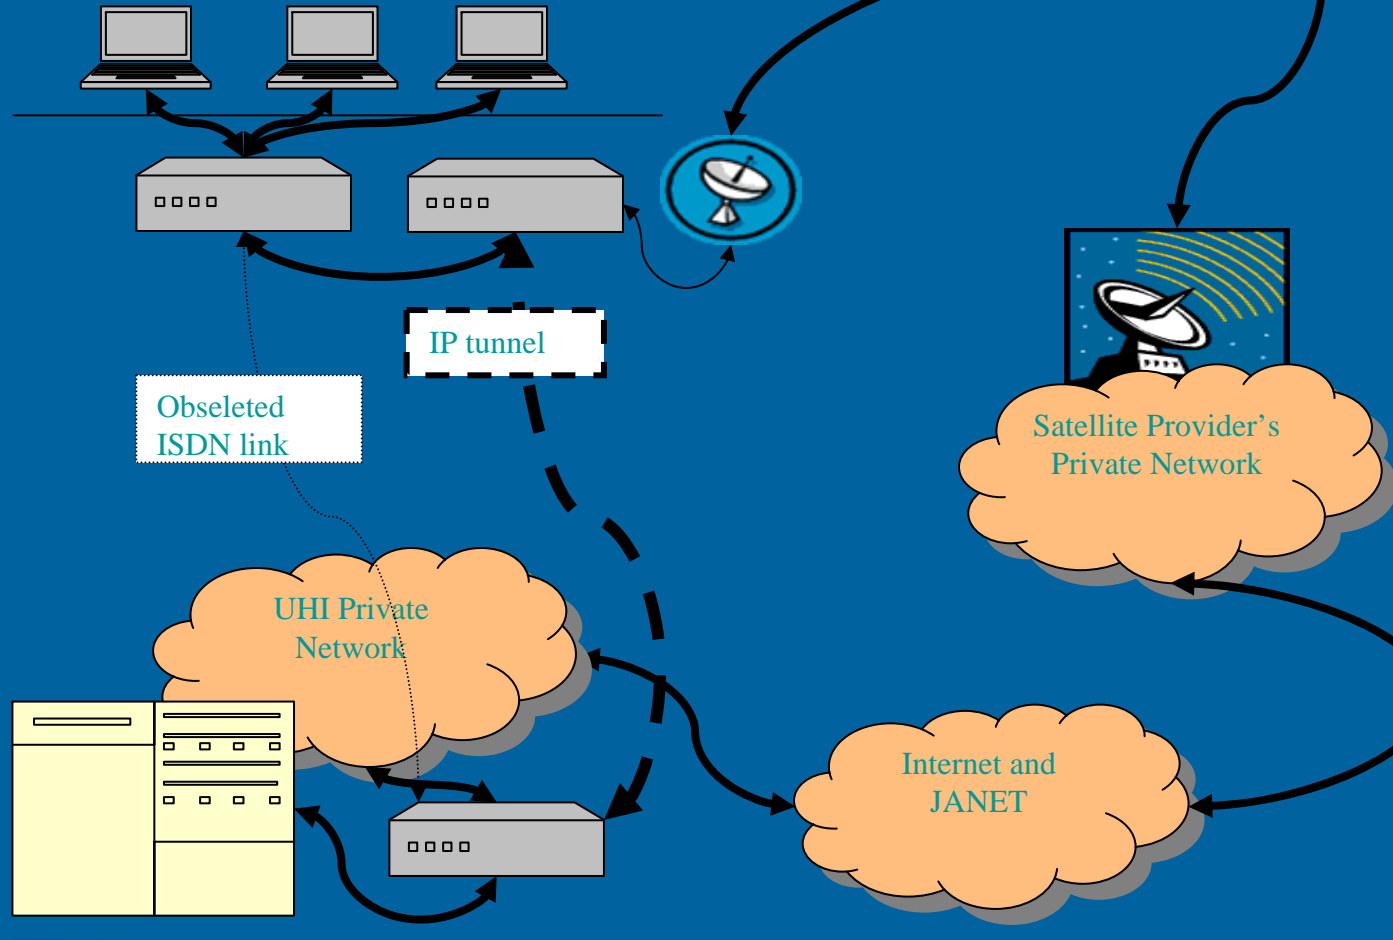 IP tunnel
Obseleted
ISDN link
Satellite Provider's
Private Network
UHI Private
Network
Internet and
JANET